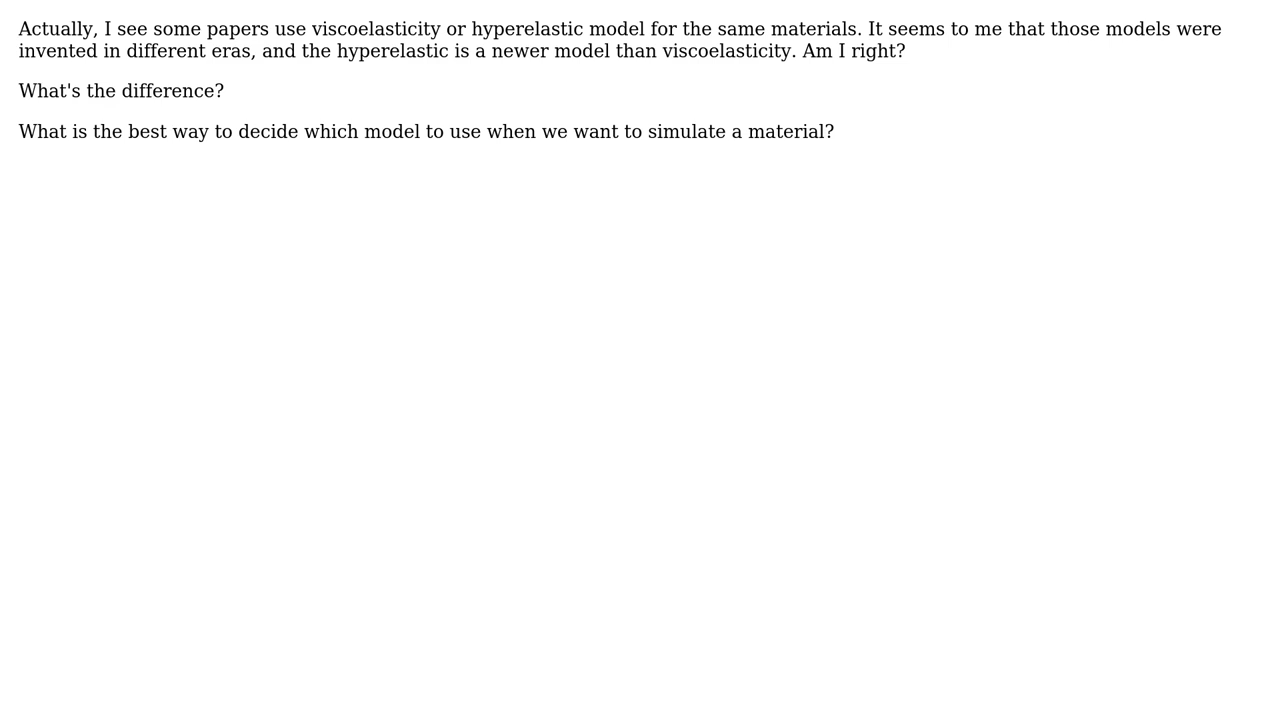 Actually, I see some papers use viscoelasticity or hyperelastic model for the same materials. It seems to me that those models were
invented in different eras, and the hyperelastic is a newer model than viscoelasticity. Am I right?
What's the difference?
What is the best way to decide which model to use when we want to simulate a material?